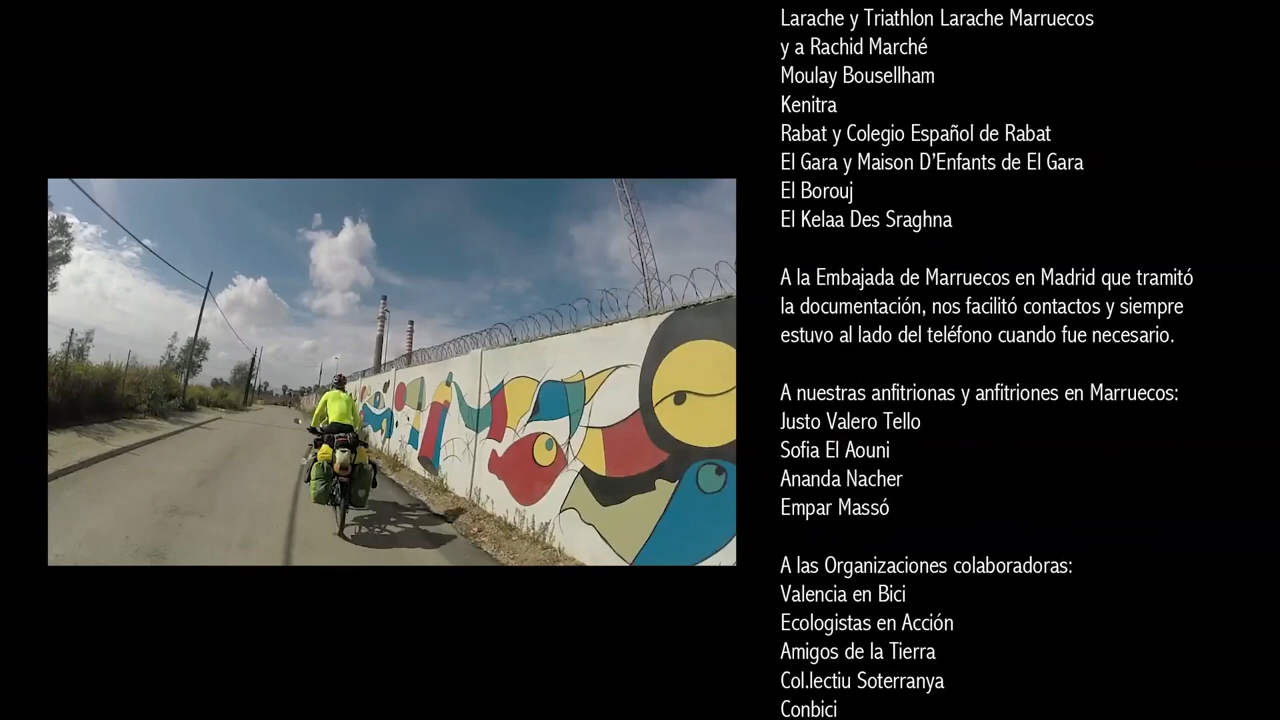 Larache y Triathlon Larache Marruecos
y a Rachid Marché
Moulay Bousellham
Kenitra
Rabat y Colegio Español de Rabat
El Gara y Maison D'Enfants de El Gara
El Borouj
El Kelaa Des Sraghna
A la Embajada de Marruecos en Madrid que tramitó
la documentación, nos facilitó contactos y siempre
estuvo al lado del teléfono cuando fue necesario.
A nuestras anfitrionas y anfitriones en Marruecos:
Justo Valero Tello
Sofia El Aouni
Ananda Nacher
Empar Massó
A las Organizaciones colaboradoras:
Valencia en Bici
Ecologistas en Acción
Amigos de la Tierra
Col.lectiu Soterranya
Conbici